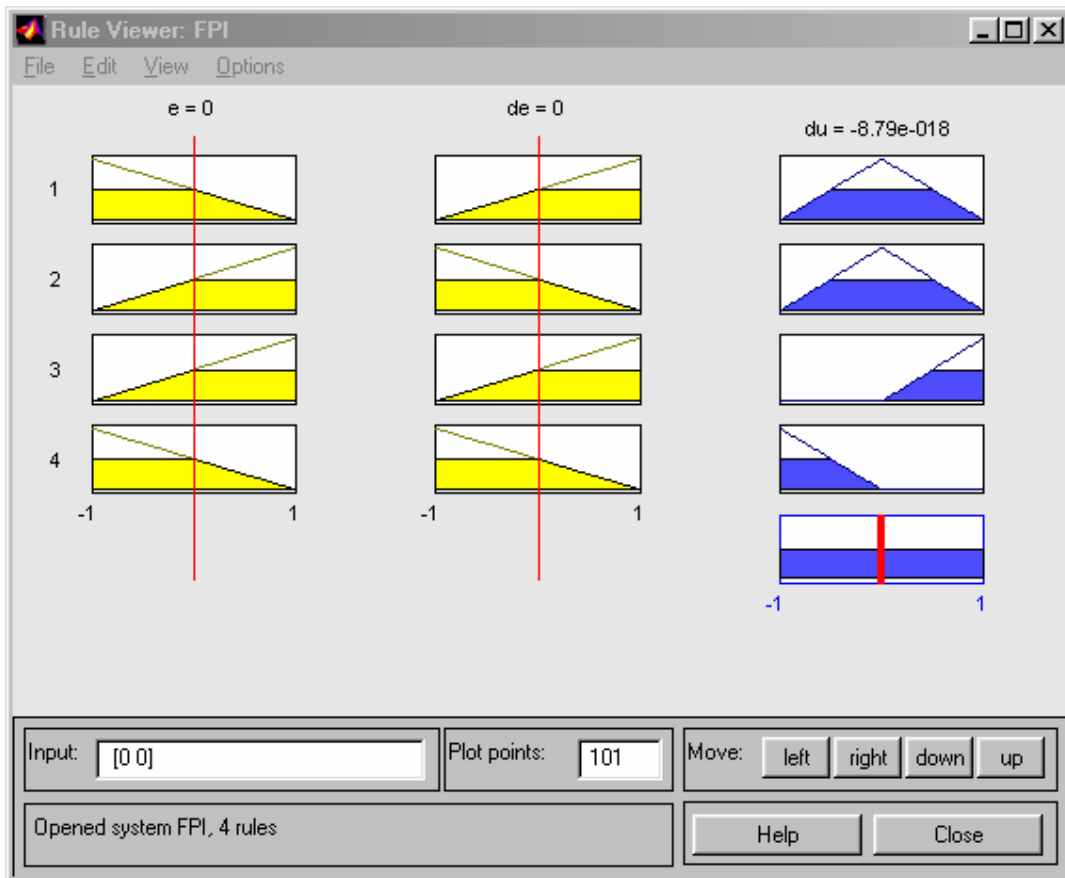 Rule Viewer: FPI
File Edit View Options
e = 0
de = 0
du = -8.79e-018
1
2
3
4
-1 1
-1 1
-1 1
Input: [0 0]
Plot points: 101
Move: left right down up
Opened system FPI, 4 rules
Help Close